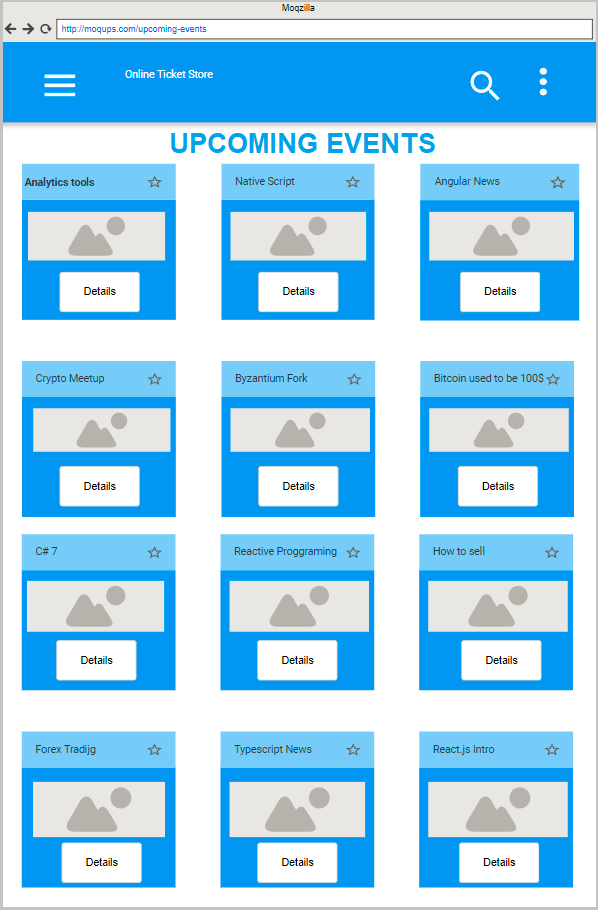 Moqzilla
http://moqups.com/upcoming-events
Online Ticket Store
UPCOMING EVENTS
Analytics tools
Native Script
Angular News
Details
Details
Details
Crypto Meetup
Byzantium Fork
Bitcoin used to be 100$
Details
Details
Details
C# 7
Reactive Proggraming
How to sell
Details
Details
Details
Forex Tradijg
Typescript News
React.js Intro
Details
Details
Details